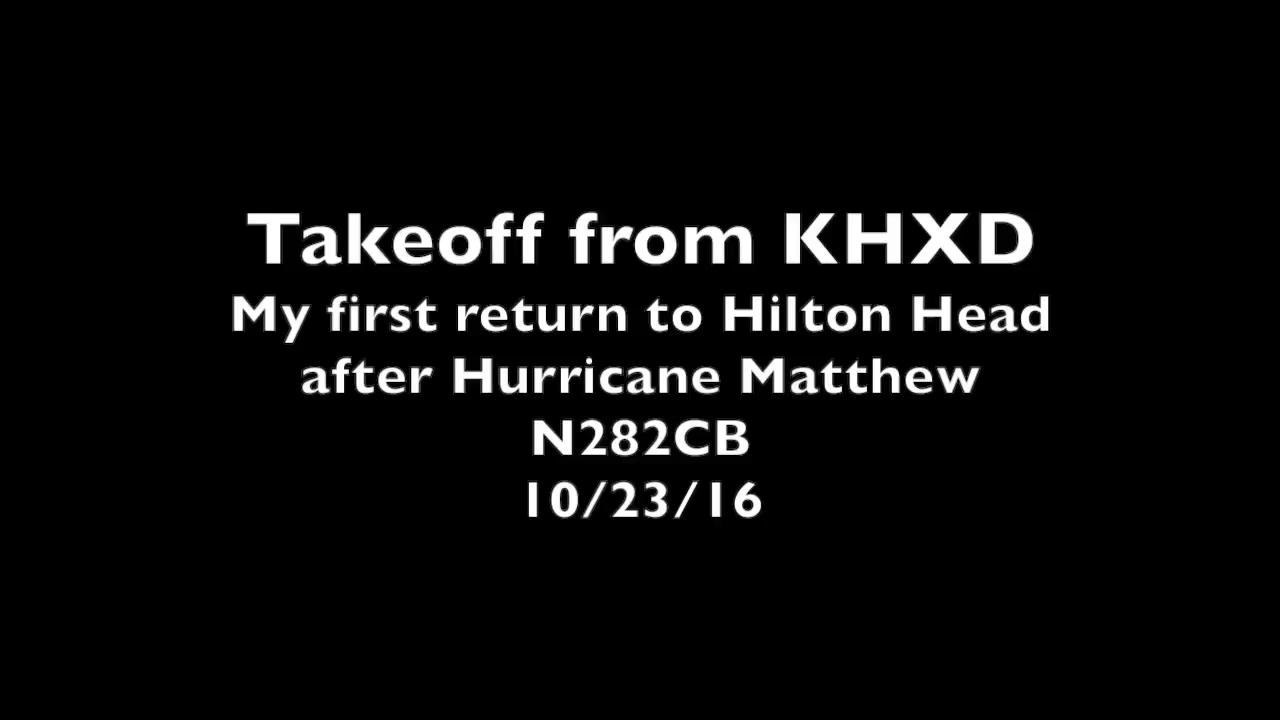 Takeoff from KHXD
My first return to Hilton Head
after Hurricane Matthew
N282CB
10/23/16